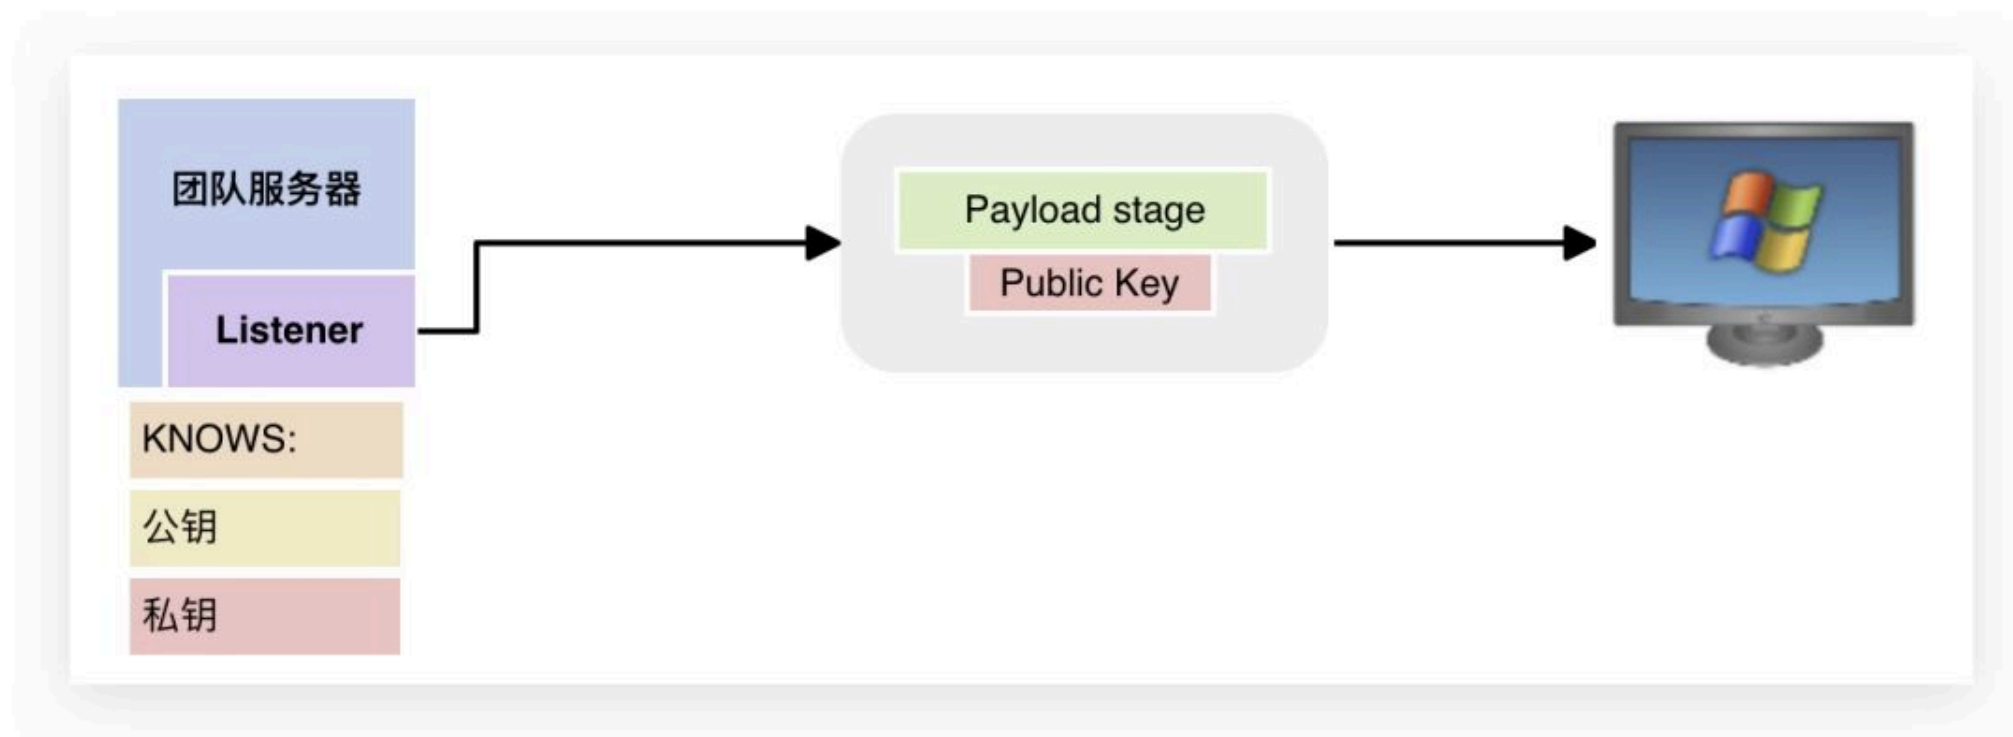 团队服务器
Listener
KNOWS:
公钥
私钥
Payload stage
Public Key